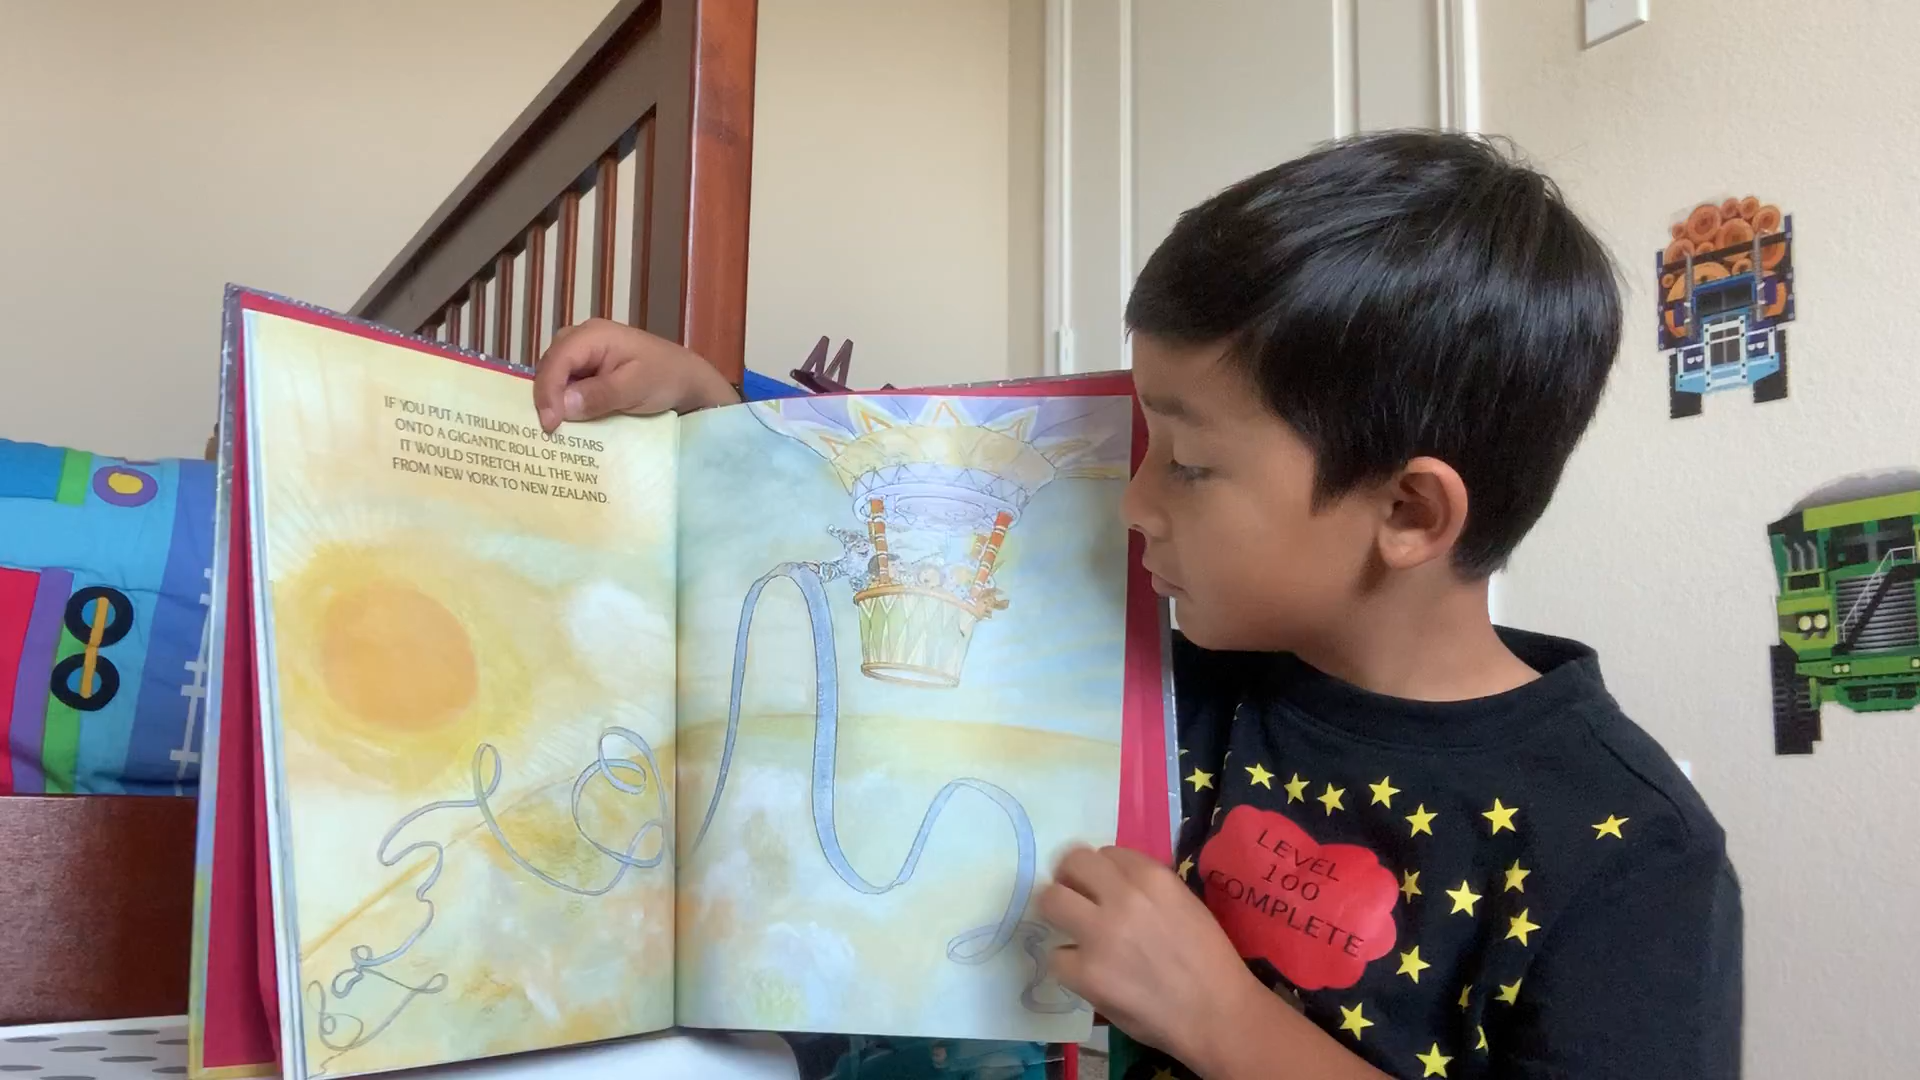 IF YOU PUT A TRILLION OF OUR STARS
ONTO A GIGANTIC ROLL OF PAPER,
IT WOULD STRETCH ALL THE WAY
FROM NEW YORK TO NEW ZEALAND.
LEVEL
100
COMPLETE